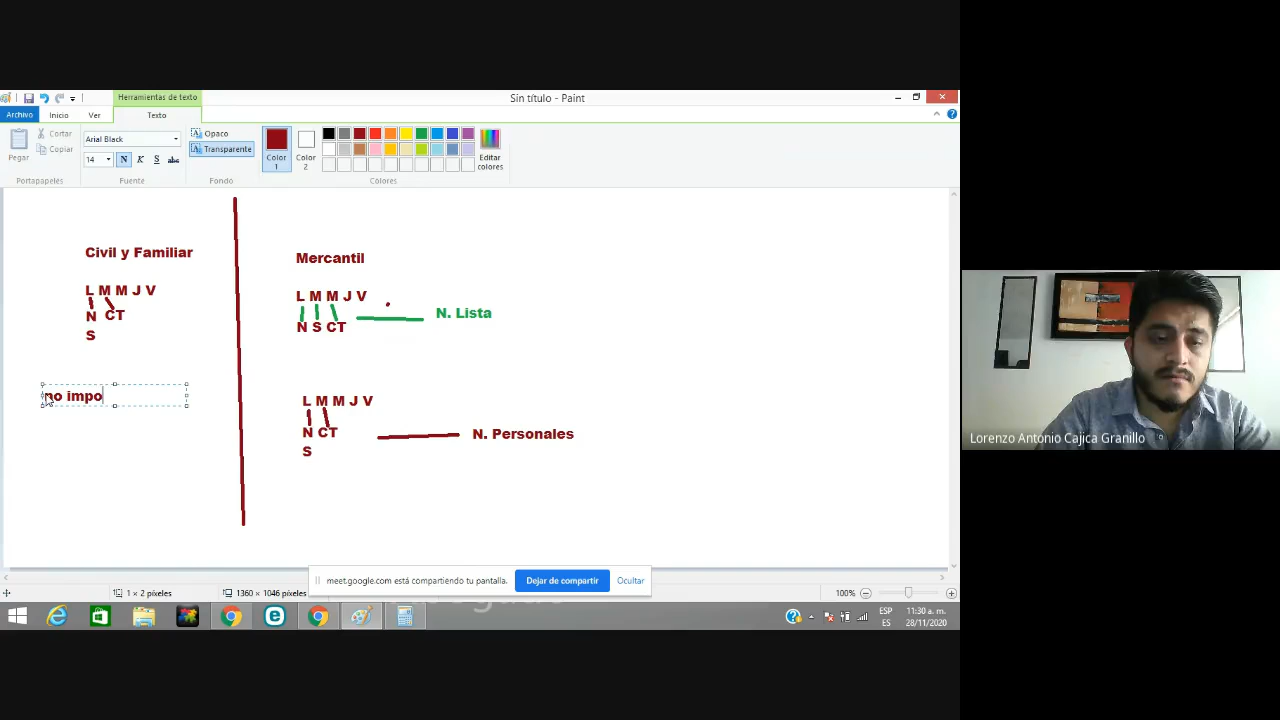 Herramientas de texto
Sin título - Paint
Archivo Inicio Ver Texto
Pegar
Cortar
Copiar
Portapapeles
Arial Black
14 N K S abc
Fuente
Opaco
Transparente
Fondo
Color 1
Color 2
Editar colores
Colores
Civil y Familiar
L M M J V
N CT
S
no impo
Mercantil
L M M J V
N S CT
N. Lista
L M M J V
N CT
S
N. Personales
Lorenzo Antonio Cajica Granillo
meet.google.com está compartiendo tu pantalla.
Dejar de compartir
Ocultar
1 × 2 píxeles
1360 × 1046 píxeles
100%
ESP
ES
11:30 a. m.
28/11/2020